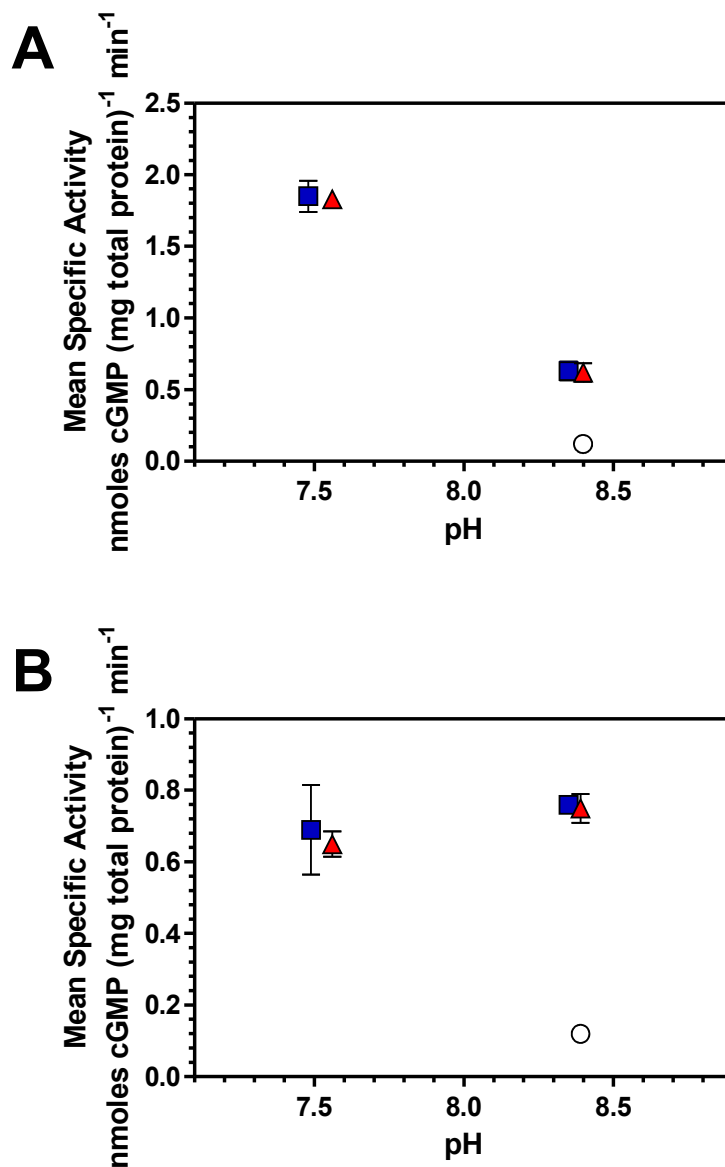 A
Mean Specific Activity
nmoles cGMP (mg total protein)⁻¹ min⁻¹
2.5
2.0
1.5
1.0
0.5
0.0
7.5 8.0 8.5
pH
B
Mean Specific Activity
nmoles cGMP (mg total protein)⁻¹ min⁻¹
1.0
0.8
0.6
0.4
0.2
0.0
7.5 8.0 8.5
pH